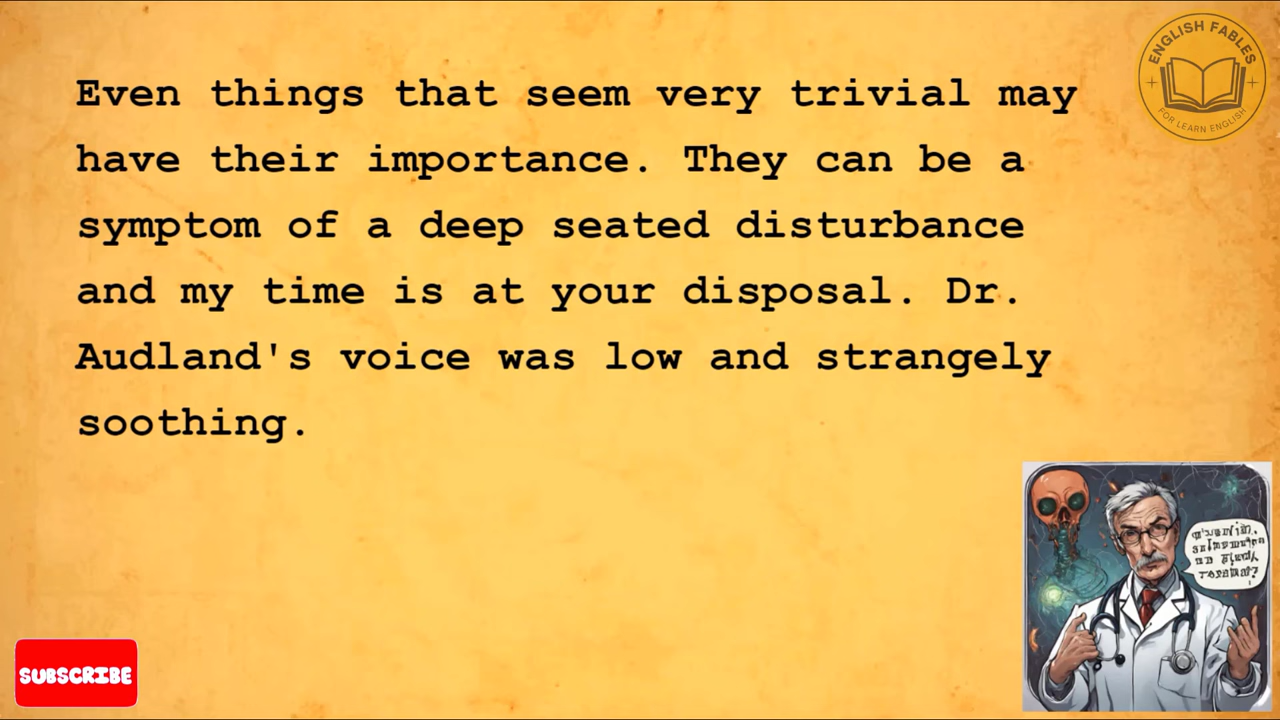 ENGLISH FABLES
FOR LEARN ENGLISH
Even things that seem very trivial may
have their importance. They can be a
symptom of a deep seated disturbance
and my time is at your disposal. Dr.
Audland's voice was low and strangely
soothing.
SUBSCRIBE